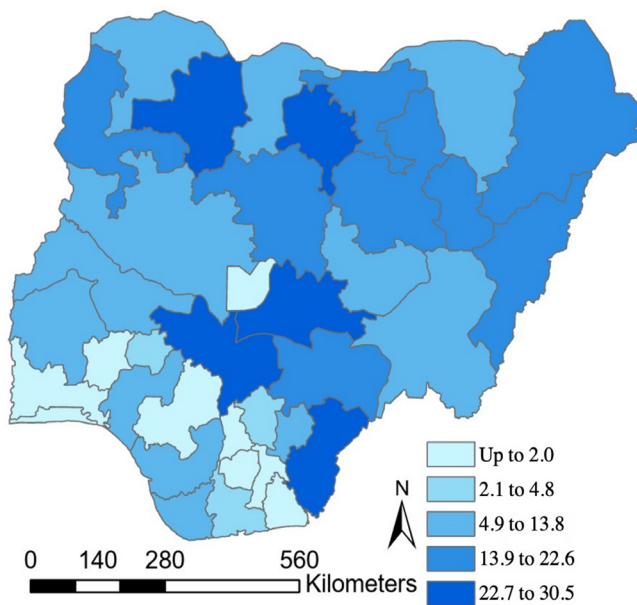 Up to 2.0
2.1 to 4.8
4.9 to 13.8
13.9 to 22.6
22.7 to 30.5
N
0 140 280 560
Kilometers